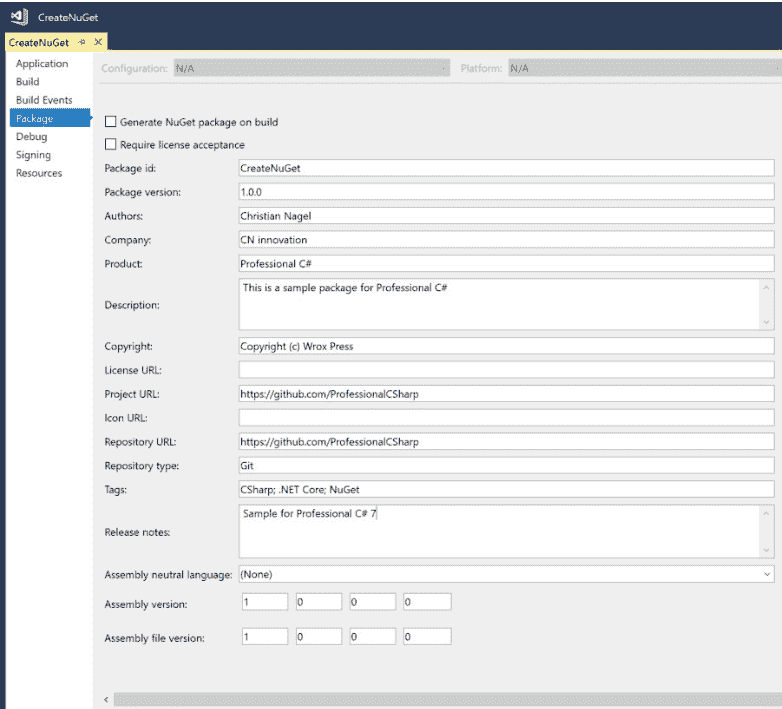 CreateNuGet
CreateNuGet
Application
Build
Build Events
Package
Debug
Signing
Resources
Configuration: N/A Platform: N/A
Generate NuGet package on build
Require license acceptance
Package id: CreateNuGet
Package version: 1.0.0
Authors: Christian Nagel
Company: CN innovation
Product: Professional C#
Description: This is a sample package for Professional C#
Copyright: Copyright (c) Wrox Press
License URL:
Project URL: https://github.com/ProfessionalCSharp
Icon URL:
Repository URL: https://github.com/ProfessionalCSharp
Repository type: Git
Tags: CSharp; .NET Core; NuGet
Release notes: Sample for Professional C# 7
Assembly neutral language: (None)
Assembly version: 1 0 0 0
Assembly file version: 1 0 0 0